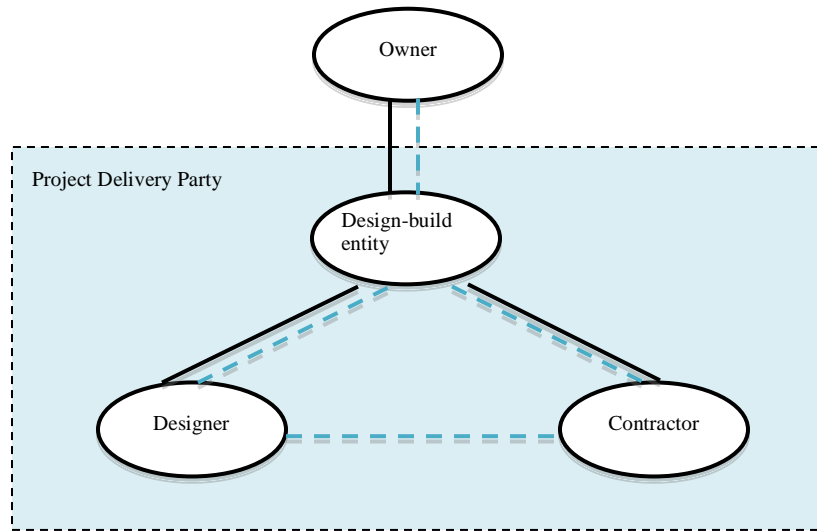 Owner
Project Delivery Party
Design-build
entity
Designer
Contractor